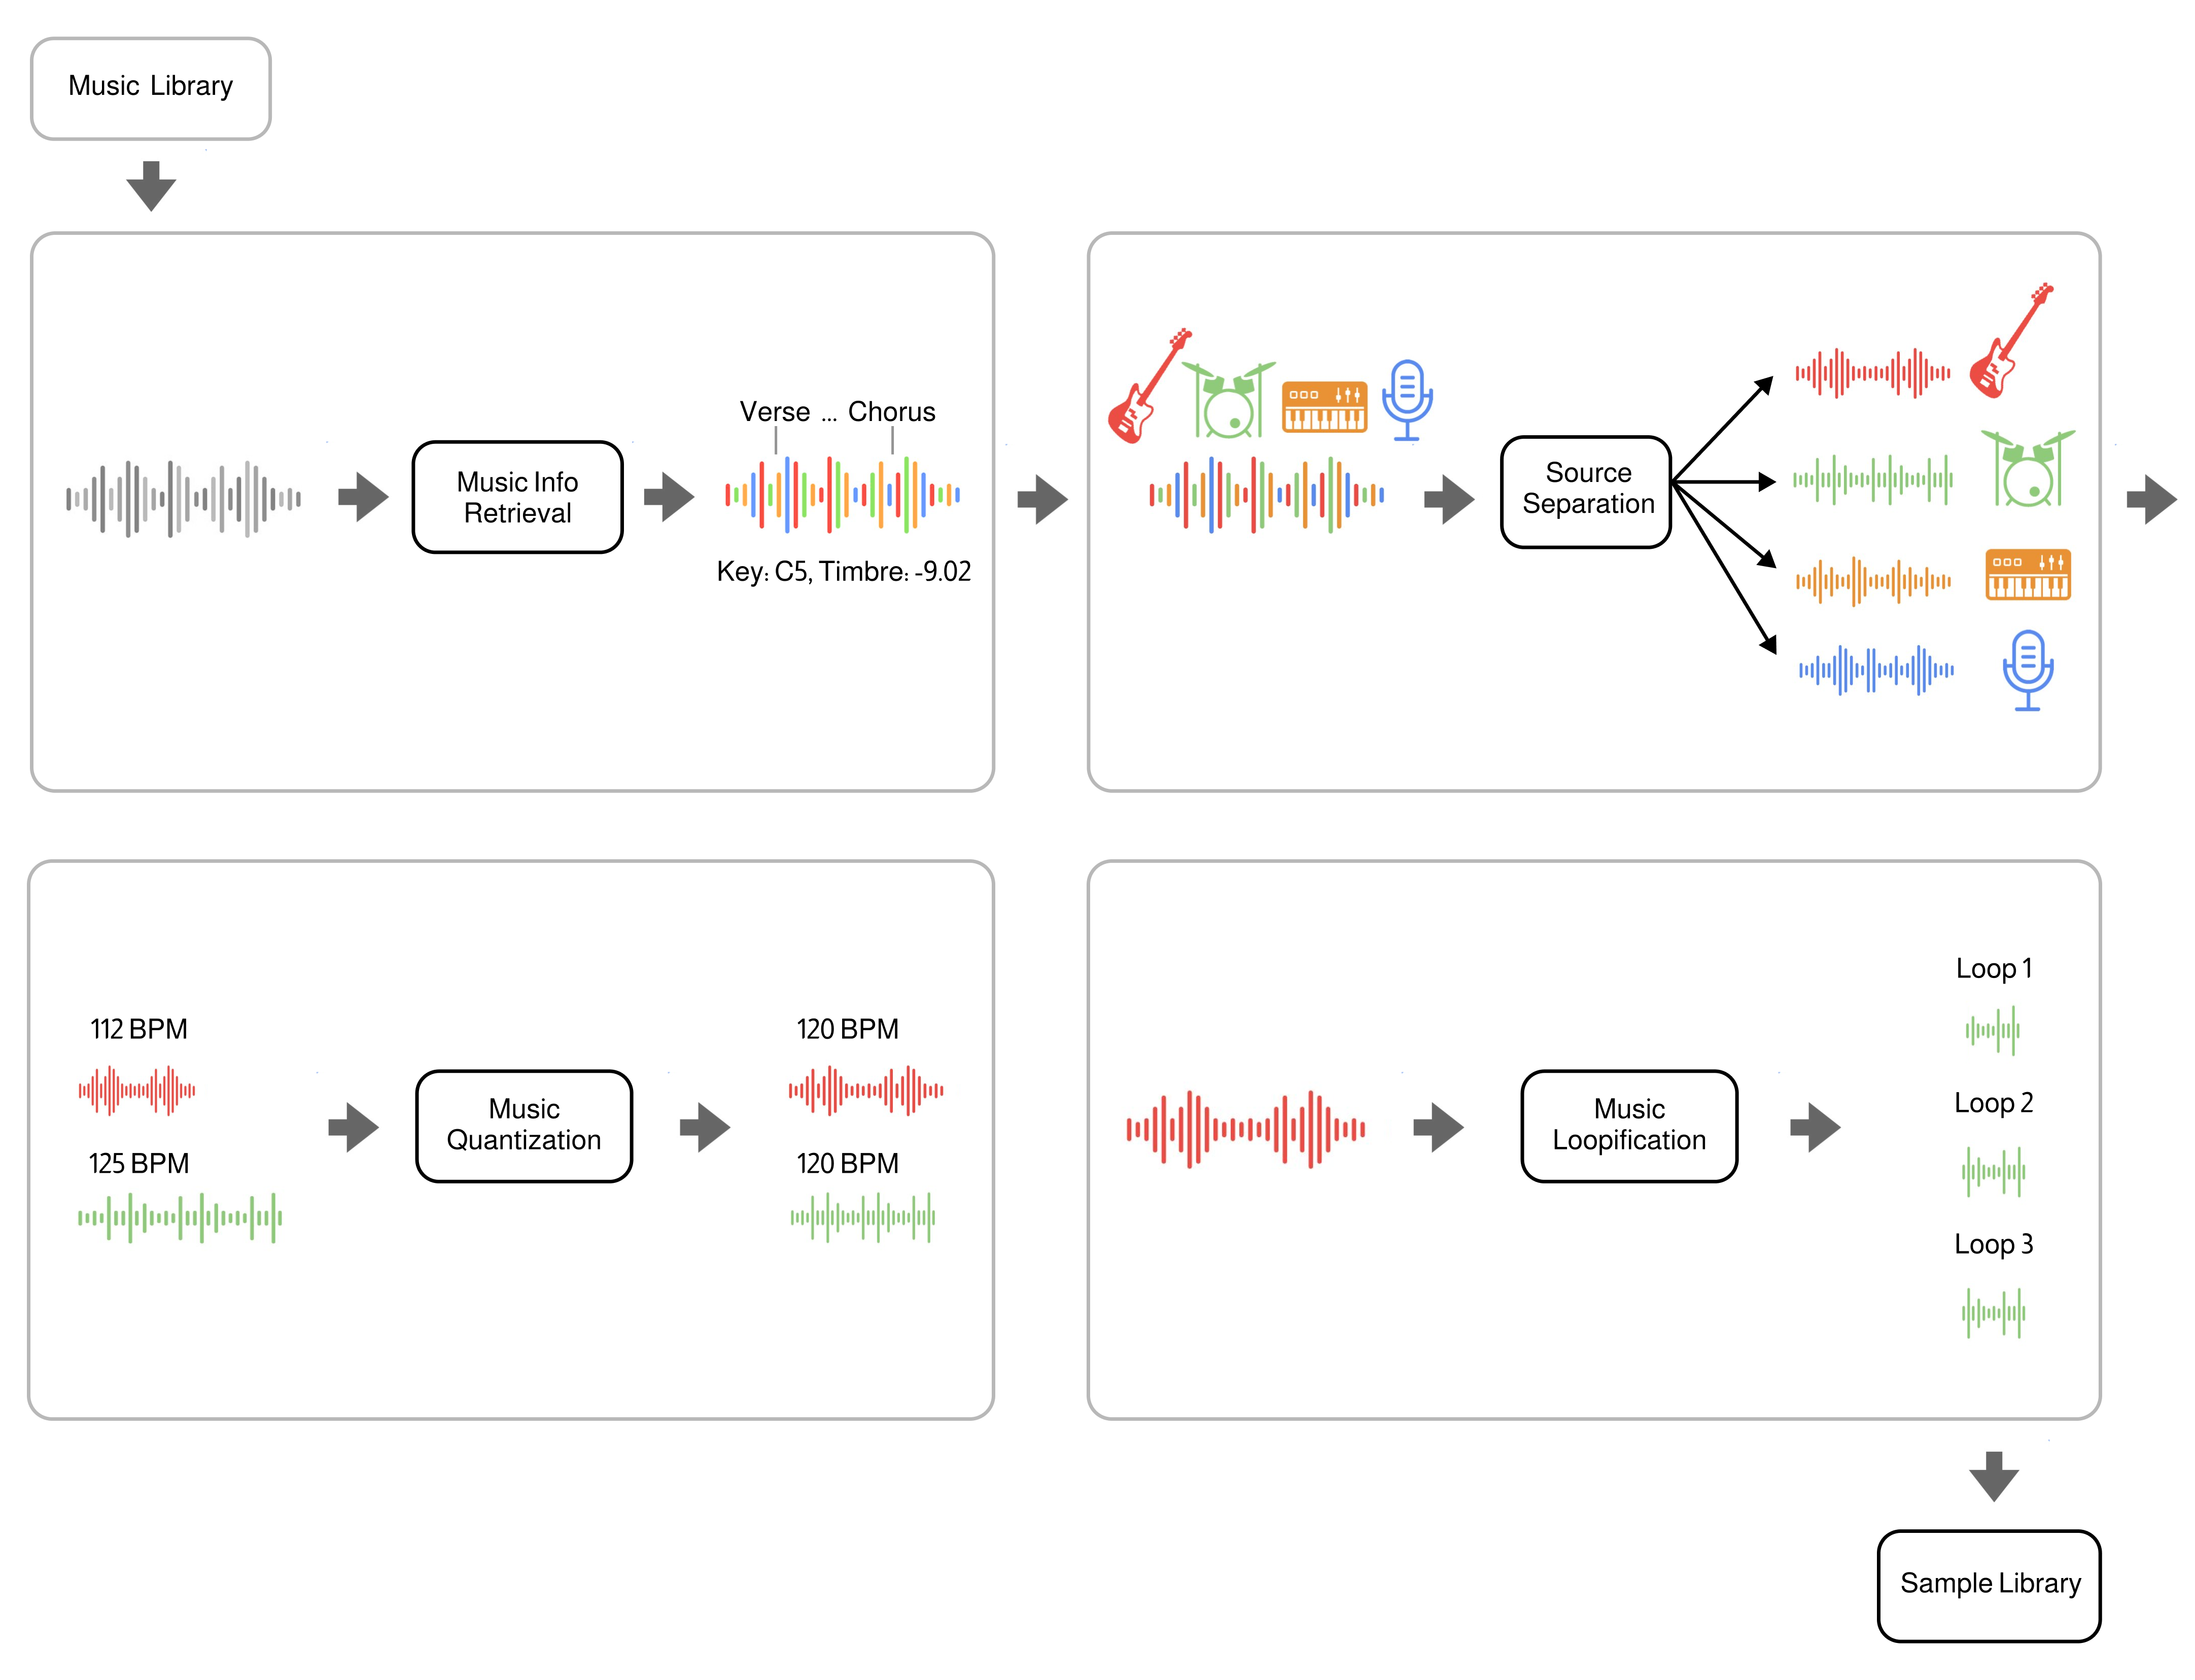 Music Library
Verse ... Chorus
Music Info
Retrieval
Key: C5, Timbre: -9.02
Source
Separation
112 BPM
125 BPM
Music
Quantization
120 BPM
120 BPM
Music
Loopification
Loop 1
Loop 2
Loop 3
Sample Library